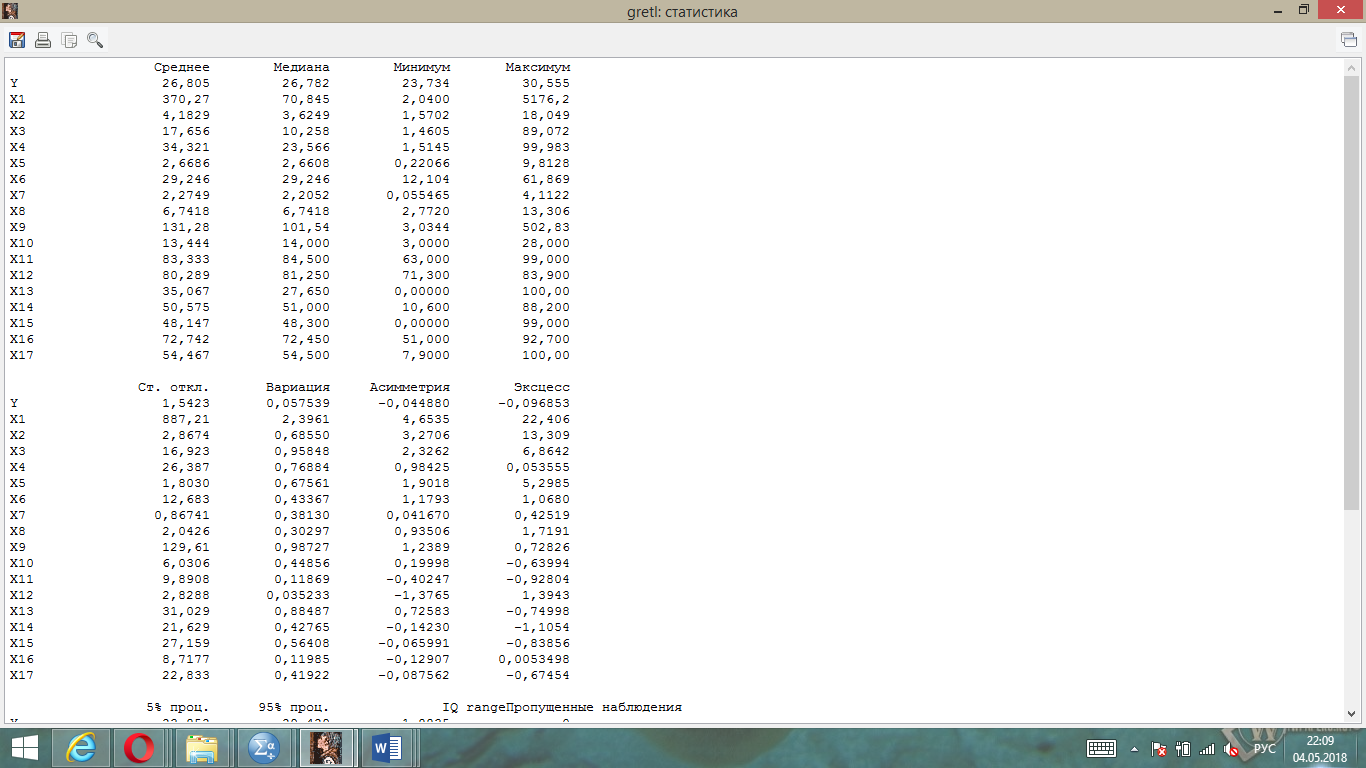 gretl: статистика
Среднее Медиана Минимум Максимум
Y 26,805 26,782 23,734 30,555
X1 370,27 70,845 2,0400 5176,2
X2 4,1829 3,6249 1,5702 18,049
X3 17,656 10,258 1,4605 89,072
X4 34,321 23,566 1,5145 99,983
X5 2,6686 2,6608 0,22066 9,8128
X6 29,246 29,246 12,104 61,869
X7 2,2749 2,2052 0,055465 4,1122
X8 6,7418 6,7418 2,7720 13,306
X9 131,28 101,54 3,0344 502,83
X10 13,444 14,000 3,0000 28,000
X11 83,333 84,500 63,000 99,000
X12 80,289 81,250 71,300 83,900
X13 35,067 27,650 0,00000 100,00
X14 50,575 51,000 10,600 88,200
X15 48,147 48,300 0,00000 99,000
X16 72,742 72,450 51,000 92,700
X17 54,467 54,500 7,9000 100,00
Ст. откл. Вариация Асимметрия Эксцесс
Y 1,5423 0,057539 -0,044880 -0,096853
X1 887,21 2,3961 4,6535 22,406
X2 2,8674 0,68550 3,2706 13,309
X3 16,923 0,95848 2,3262 6,8642
X4 26,387 0,76884 0,98425 0,053555
X5 1,8030 0,67561 1,9018 5,2985
X6 12,683 0,43367 1,1793 1,0680
X7 0,86741 0,38130 0,041670 0,42519
X8 2,0426 0,30297 0,93506 1,7191
X9 129,61 0,98727 1,2389 0,72826
X10 6,0306 0,44856 0,19998 -0,63994
X11 9,8908 0,11869 -0,40247 -0,92804
X12 2,8288 0,035233 -1,3765 1,3943
X13 31,029 0,88487 0,72583 -0,74998
X14 21,629 0,42765 -0,14230 -1,1054
X15 27,159 0,56408 -0,065991 -0,83856
X16 8,7177 0,11985 -0,12907 0,0053498
X17 22,833 0,41922 -0,087562 -0,67454
5% проц. 95% проц. IQ rangeПропущенные наблюдения
РУС
22:09
04.05.2018